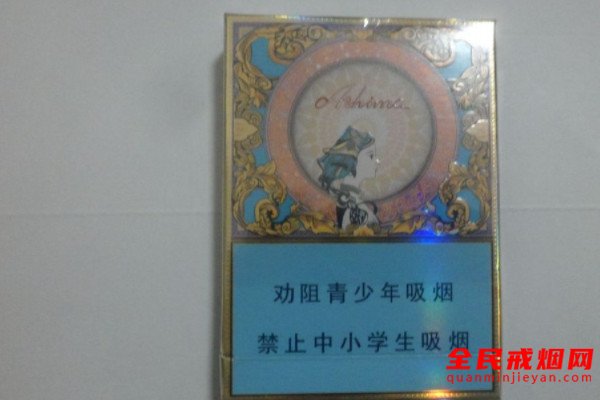 Ashima
劝阻青少年吸烟
禁止中小学生吸烟
全民戒烟网
quanminjieyan.com